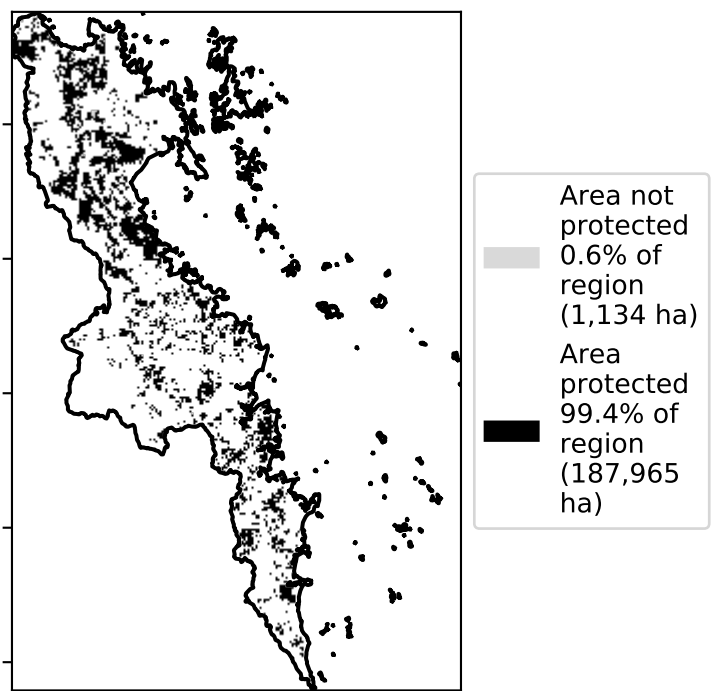 Area not
protected
0.6% of
region
(1,134 ha)
Area
protected
99.4% of
region
(187,965
ha)